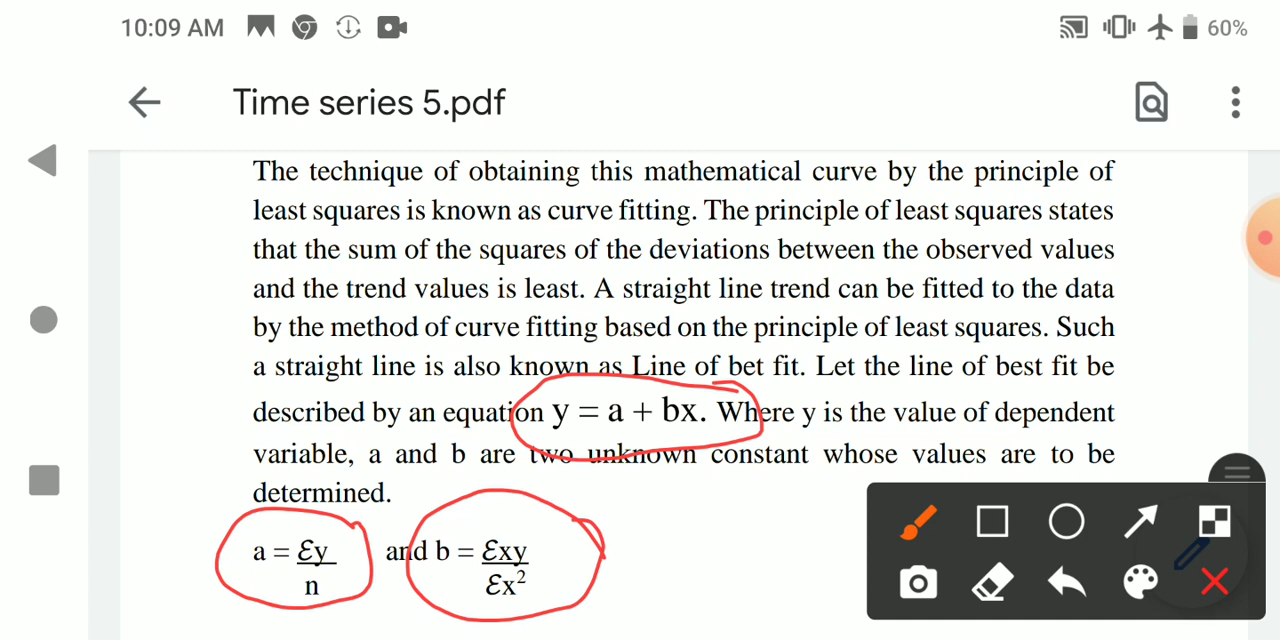 10:09 AM 60%
Time series 5.pdf
The technique of obtaining this mathematical curve by the principle of
least squares is known as curve fitting. The principle of least squares states
that the sum of the squares of the deviations between the observed values
and the trend values is least. A straight line trend can be fitted to the data
by the method of curve fitting based on the principle of least squares. Such
a straight line is also known as Line of bet fit. Let the line of best fit be
described by an equation y = a + bx. Where y is the value of dependent
variable, a and b are two unknown constant whose values are to be
determined.
a = Ɛy and b = Ɛxy
n Ɛx²